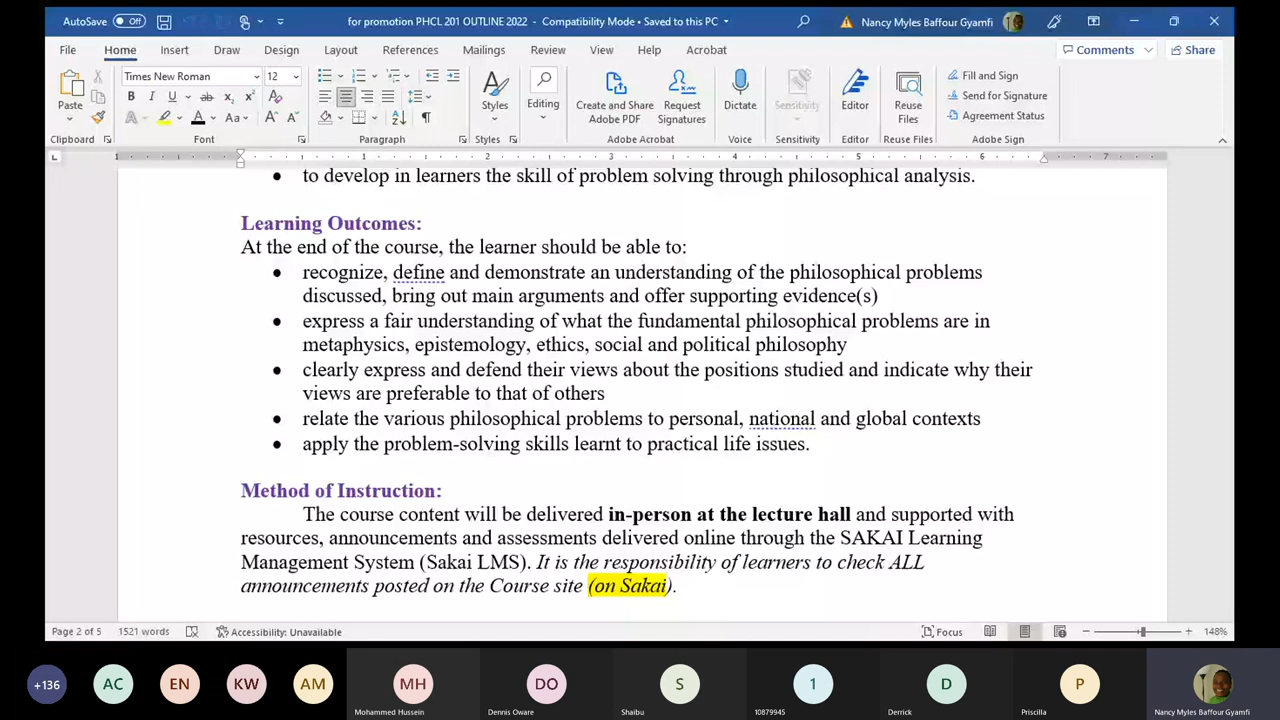 AutoSave Off for promotion PHCL 201 OUTLINE 2022 - Compatibility Mode • Saved to this PC Nancy Myles Baffour Gyamfi
File Home Insert Draw Design Layout References Mailings Review View Help Acrobat Comments Share
Times New Roman 12
Paste Styles Editing Create and Share Adobe PDF Request Signatures Dictate Sensitivity Editor Reuse Files
Fill and Sign
Send for Signature
Agreement Status
Clipboard Font Paragraph Styles Adobe Acrobat Voice Sensitivity Editor Reuse Files Adobe Sign
1 1 2 3 4 5 6 7
• to develop in learners the skill of problem solving through philosophical analysis.
Learning Outcomes:
At the end of the course, the learner should be able to:
• recognize, define and demonstrate an understanding of the philosophical problems
discussed, bring out main arguments and offer supporting evidence(s)
• express a fair understanding of what the fundamental philosophical problems are in
metaphysics, epistemology, ethics, social and political philosophy
• clearly express and defend their views about the positions studied and indicate why their
views are preferable to that of others
• relate the various philosophical problems to personal, national and global contexts
• apply the problem-solving skills learnt to practical life issues.
Method of Instruction:
The course content will be delivered in-person at the lecture hall and supported with
resources, announcements and assessments delivered online through the SAKAI Learning
Management System (Sakai LMS). It is the responsibility of learners to check ALL
announcements posted on the Course site (on Sakai).
Page 2 of 5 1521 words Accessibility: Unavailable Focus 148%
+136 AC EN KW AM MH DO S 1 D P
Mohammed Hussein Dennis Oware Shaibu 10879945 Derrick Priscilla Nancy Myles Baffour Gyamfi